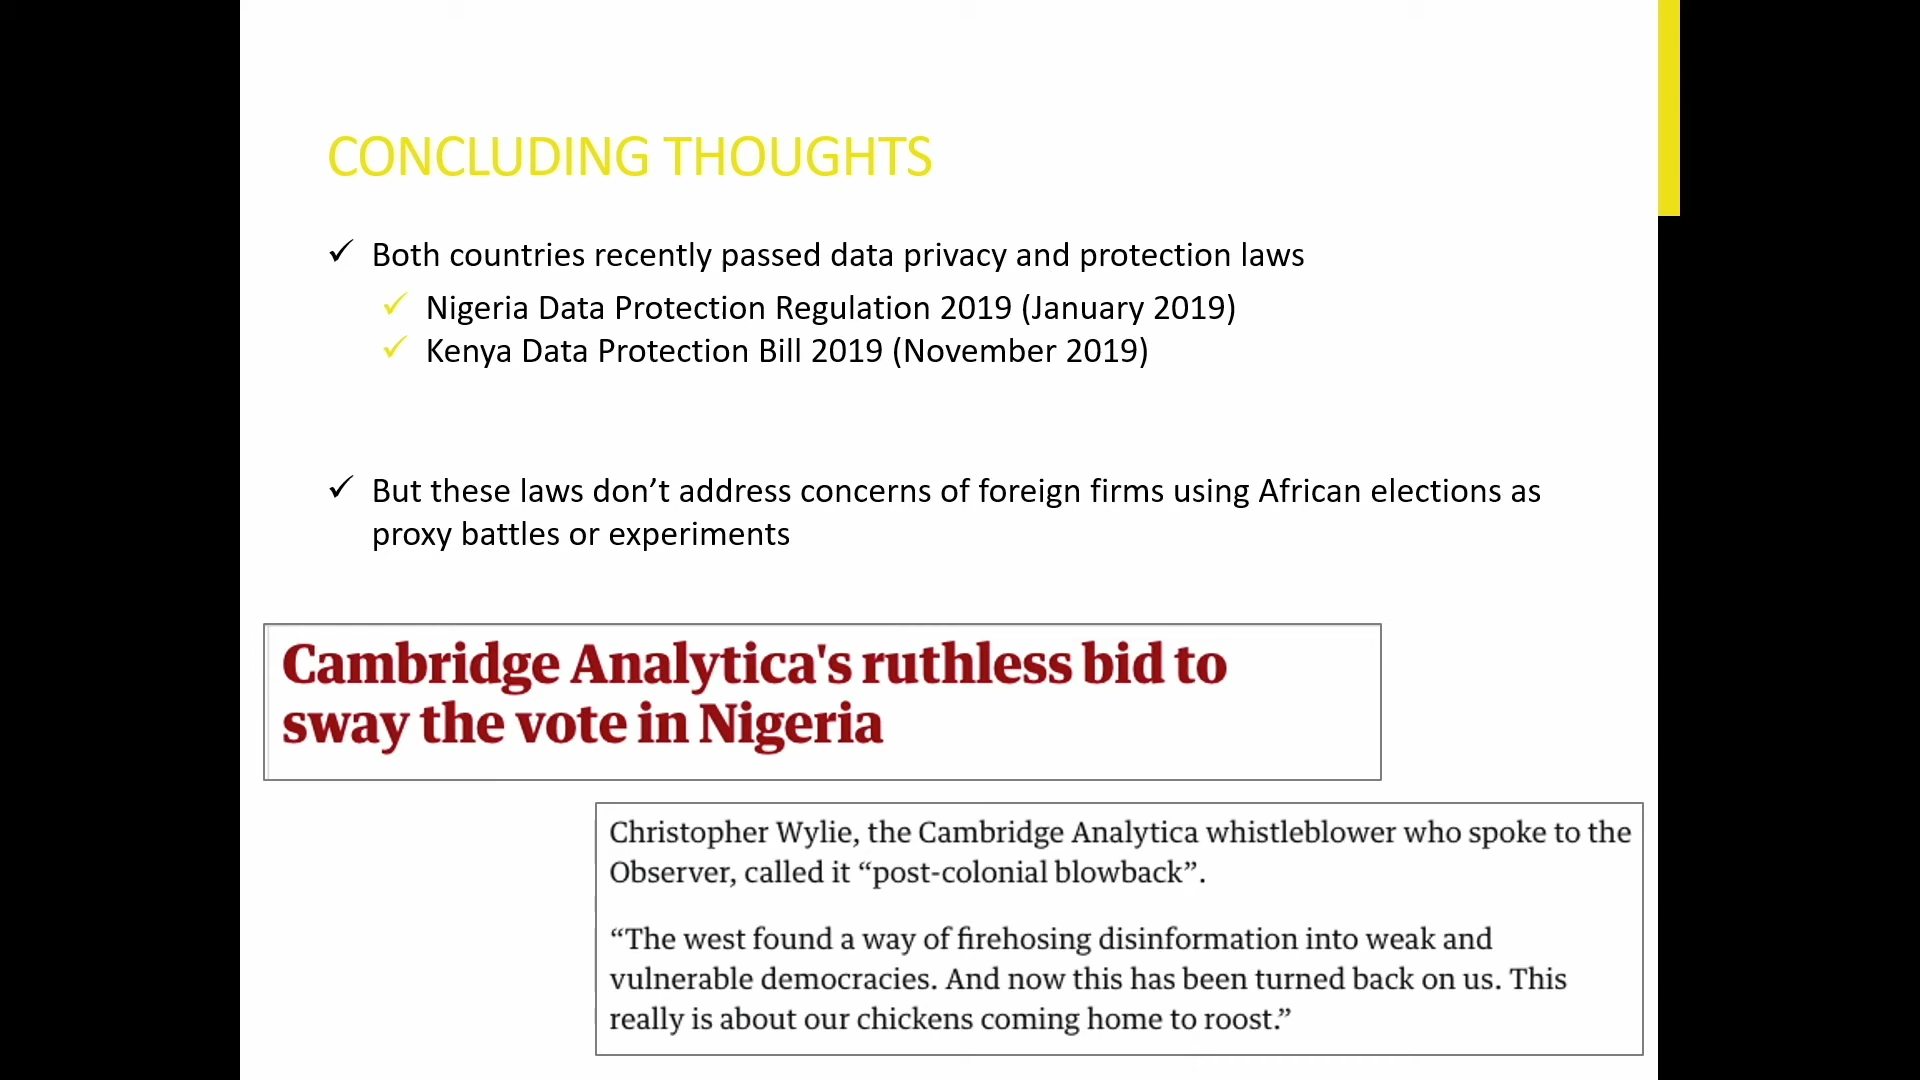 CONCLUDING THOUGHTS
Both countries recently passed data privacy and protection laws
Nigeria Data Protection Regulation 2019 (January 2019)
Kenya Data Protection Bill 2019 (November 2019)
But these laws don’t address concerns of foreign firms using African elections as
proxy battles or experiments
Cambridge Analytica's ruthless bid to
sway the vote in Nigeria
Christopher Wylie, the Cambridge Analytica whistleblower who spoke to the
Observer, called it “post-colonial blowback”.
“The west found a way of firehosing disinformation into weak and
vulnerable democracies. And now this has been turned back on us. This
really is about our chickens coming home to roost.”